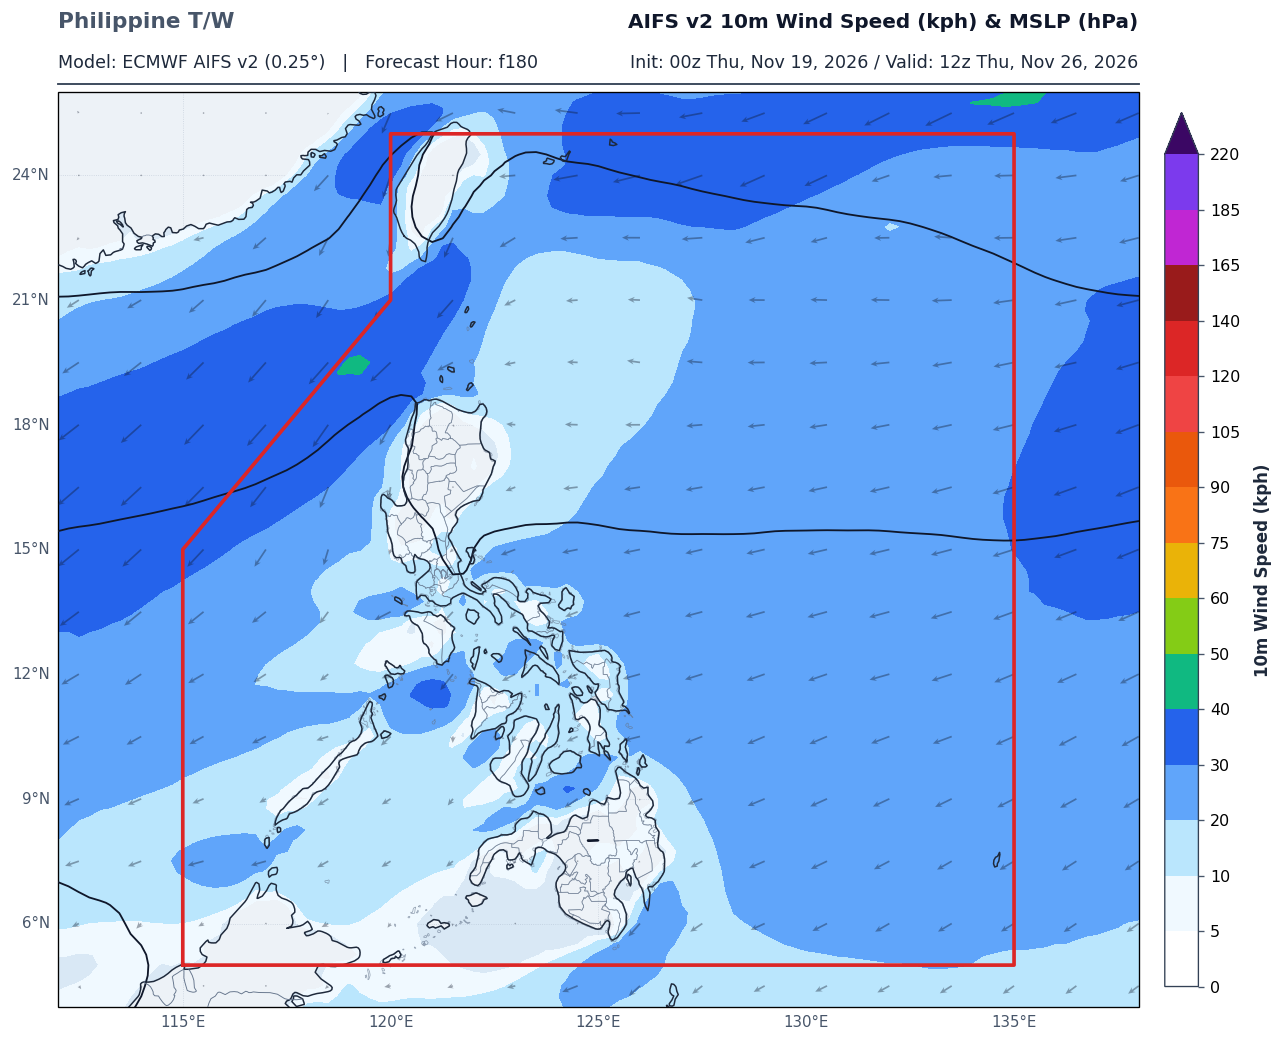 Philippine T/W
AIFS v2 10m Wind Speed (kph) & MSLP (hPa)
Model: ECMWF AIFS v2 (0.25°) | Forecast Hour: f180
Init: 00z Thu, Nov 19, 2026 / Valid: 12z Thu, Nov 26, 2026
24°N
21°N
18°N
15°N
12°N
9°N
6°N
115°E
120°E
125°E
130°E
135°E
220
185
165
140
120
105
90
75
60
50
40
30
20
10
5
0
10m Wind Speed (kph)